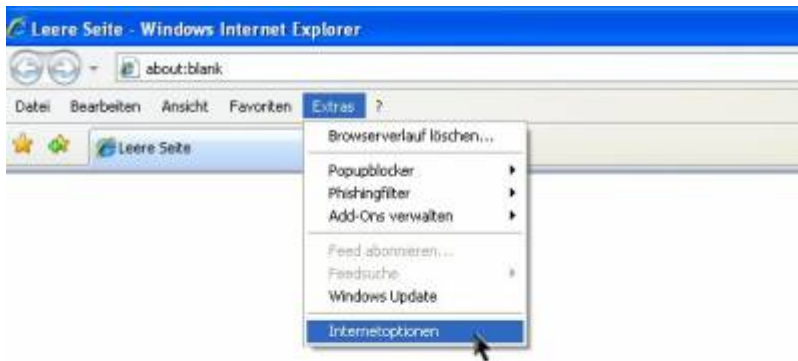 Leere Seite - Windows Internet Explorer
about:blank
Datei Bearbeiten Ansicht Favoriten Extras ?
Leere Seite
Browserverlauf löschen...
Popupblocker
Phishingfilter
Add-Ons verwalten
Feed abonnieren...
Feedsuche
Windows Update
Internetoptionen